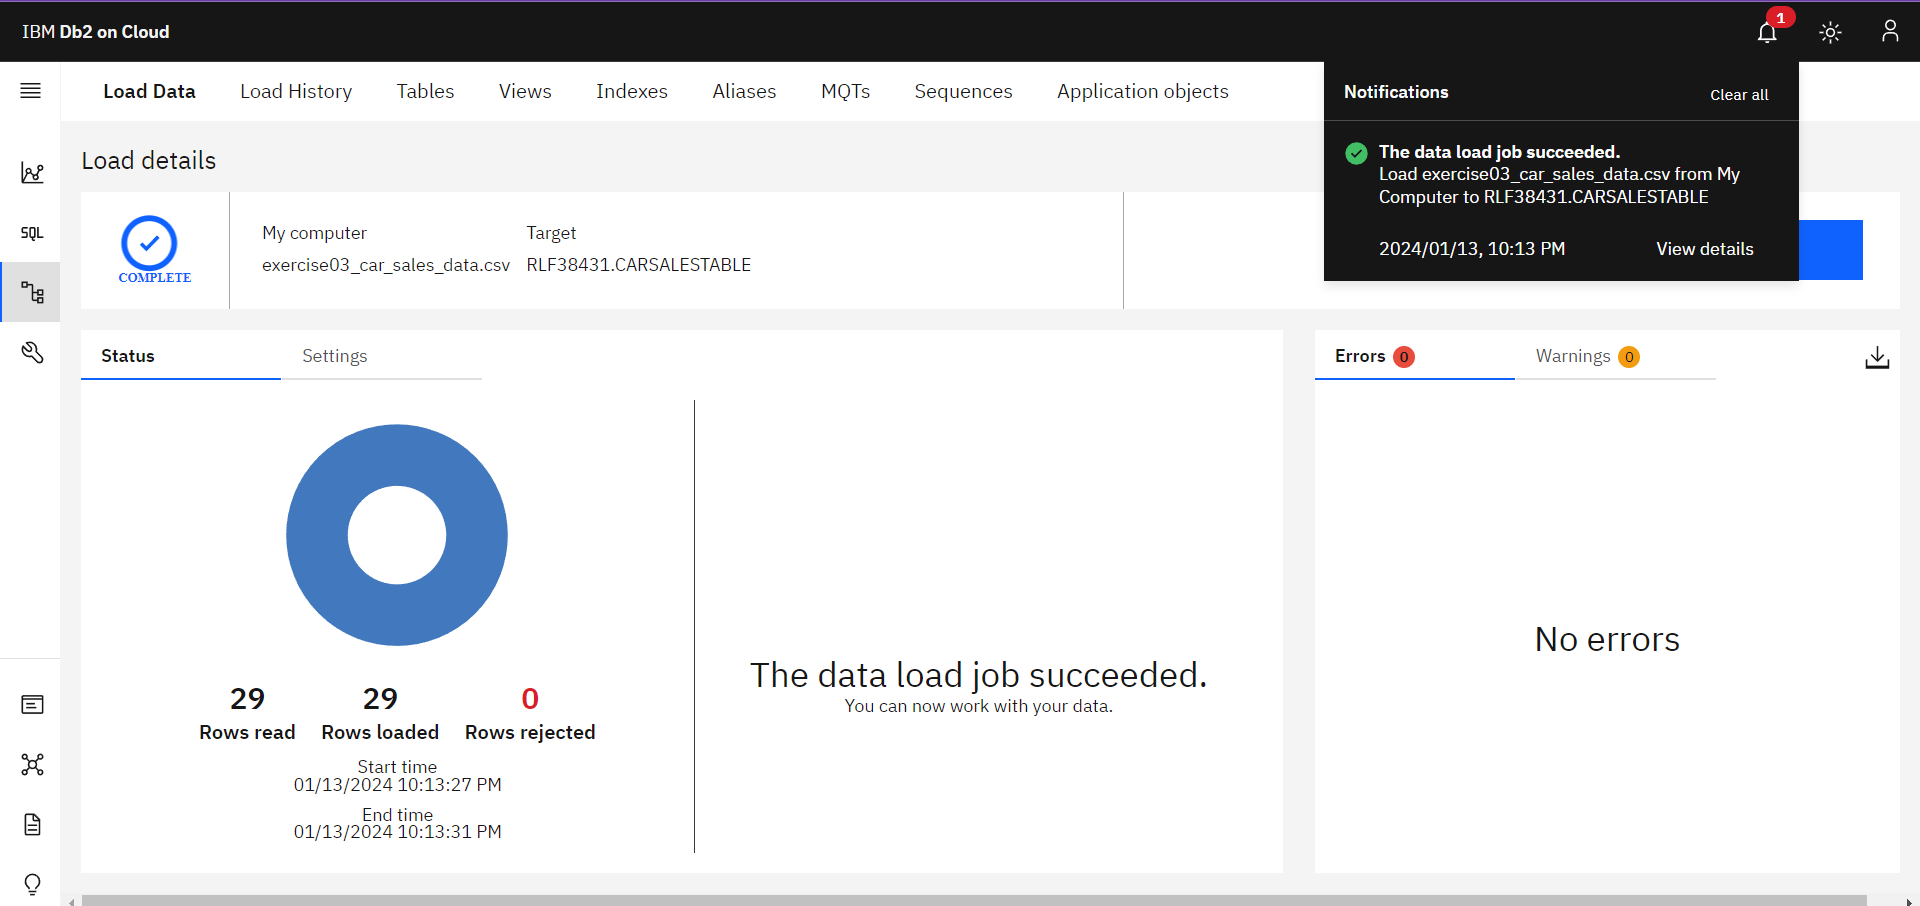 IBM Db2 on Cloud
1
Load Data
Load History
Tables
Views
Indexes
Aliases
MQTs
Sequences
Application objects
Notifications
Clear all
The data load job succeeded.
Load exercise03_car_sales_data.csv from My
Computer to RLF38431.CARSALESTABLE
2024/01/13, 10:13 PM
View details
SQL
Load details
COMPLETE
My computer
exercise03_car_sales_data.csv
Target
RLF38431.CARSALESTABLE
Status
Settings
29
Rows read
29
Rows loaded
0
Rows rejected
Start time
01/13/2024 10:13:27 PM
End time
01/13/2024 10:13:31 PM
The data load job succeeded.
You can now work with your data.
Errors 0
Warnings 0
No errors